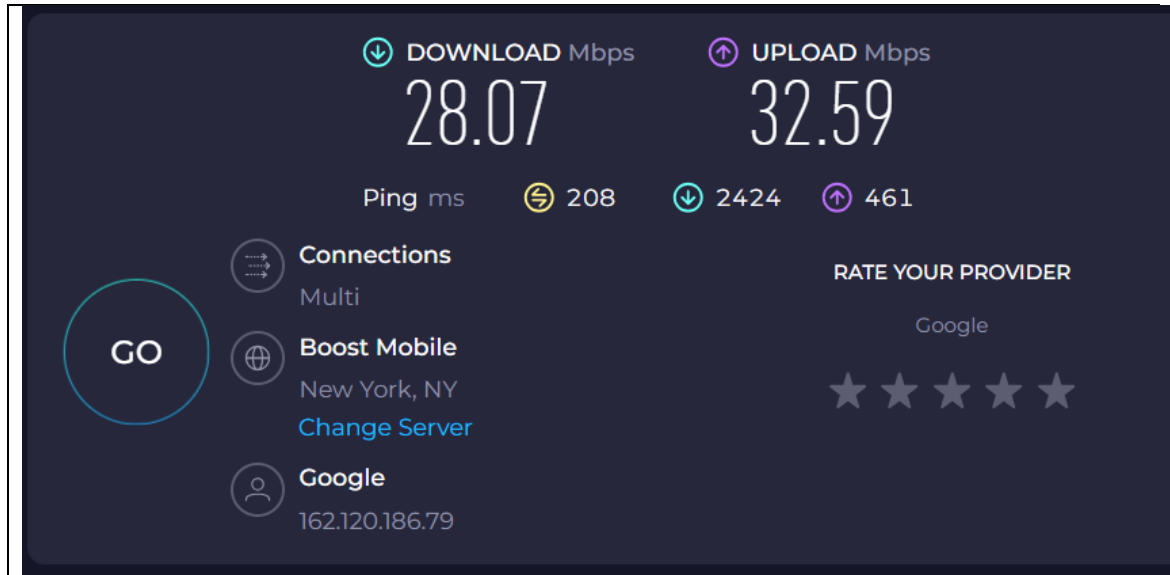 DOWNLOAD Mbps
28.07
UPLOAD Mbps
32.59
Ping ms 208 2424 461
GO
Connections
Multi
Boost Mobile
New York, NY
Change Server
Google
162.120.186.79
RATE YOUR PROVIDER
Google